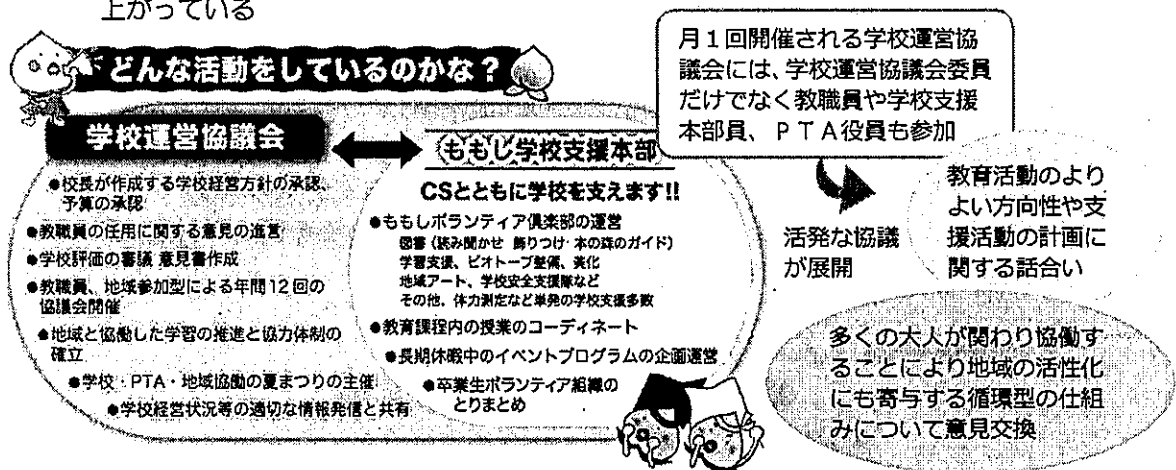 上がっている
どんな活動をしているのかな？
学校運営協議会
●校長が作成する学校経営方針の承認、
予算の承認
●教職員の任用に関する意見の進言
●学校評価の審議 意見書作成
●教職員、地域参加型による年間12回の
協議会開催
●地域と協働した学習の推進と協力体制の
確立
●学校・PTA・地域協働の夏まつりの主催
●学校経営状況等の適切な情報発信と共有
ももじ学校支援本部
CSとともに学校を支えます!!
●ももしボランティア倶楽部の運営
図書（読み聞かせ 飾りつけ・本の森のガイド）
学習支援、ビオトープ整備、美化
地域アート、学校安全支援隊など
その他、体力測定など単発の学校支援多数
●教育課程内の授業のコーディネート
●長期休暇中のイベントプログラムの企画運営
●卒業生ボランティア組織の
とりまとめ
月１回開催される学校運営協
議会には、学校運営協議会委員
だけでなく教職員や学校支援
本部員、ＰＴＡ役員も参加
活発な協議
が展開
教育活動のより
よい方向性や支
援活動の計画に
関する話合い
多くの大人が関わり協働す
ることにより地域の活性化
にも寄与する循環型の仕組
みについて意見交換